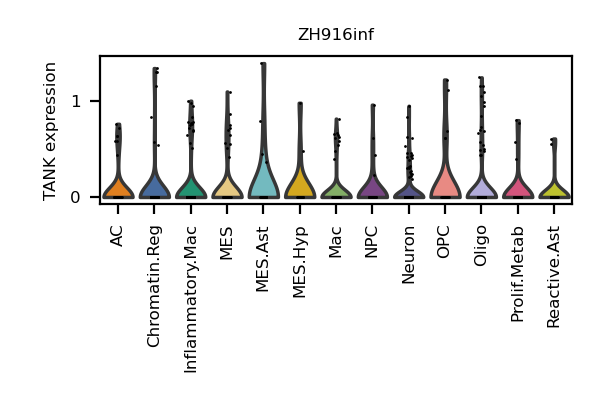 ZH916inf
TANK expression
1
0
AC
Chromatin.Reg
Inflammatory.Mac
MES
MES.Ast
MES.Hyp
Mac
NPC
Neuron
OPC
Oligo
Prolif.Metab
Reactive.Ast